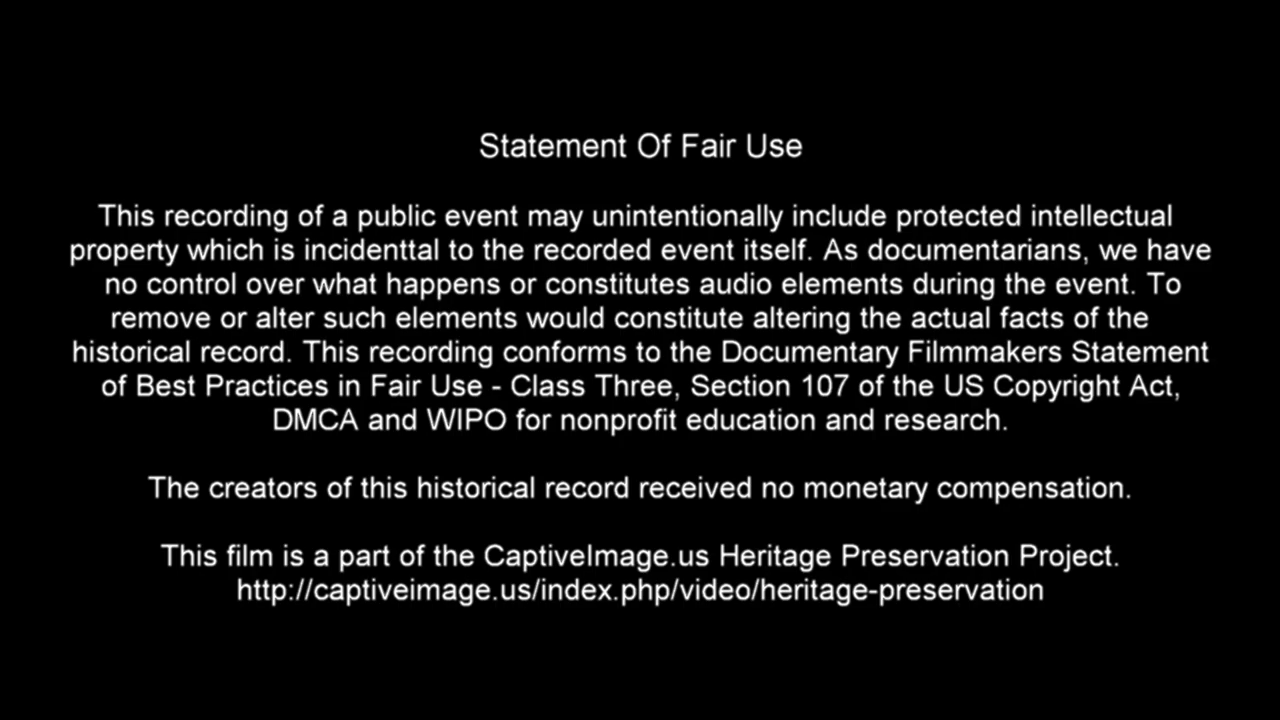 Statement Of Fair Use
This recording of a public event may unintentionally include protected intellectual
property which is incidenttal to the recorded event itself. As documentarians, we have
no control over what happens or constitutes audio elements during the event. To
remove or alter such elements would constitute altering the actual facts of the
historical record. This recording conforms to the Documentary Filmmakers Statement
of Best Practices in Fair Use - Class Three, Section 107 of the US Copyright Act,
DMCA and WIPO for nonprofit education and research.
The creators of this historical record received no monetary compensation.
This film is a part of the CaptiveImage.us Heritage Preservation Project.
http://captiveimage.us/index.php/video/heritage-preservation